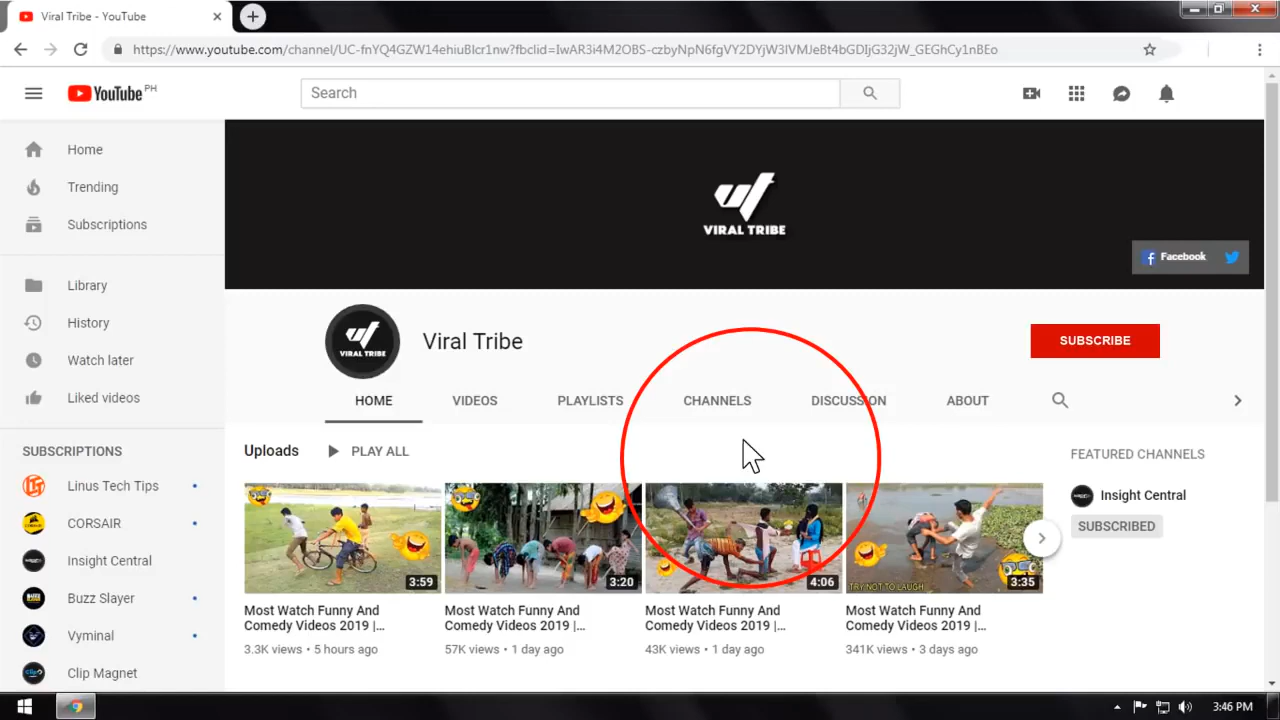 Viral Tribe - YouTube
https://www.youtube.com/channel/UC-fnYQ4GZW14ehiuBIcr1nw?fbclid=IwAR3i4M2OBS-czbyNpN6fgVY2DYjW3IVMJeBt4bGDIjG32jW_GEGhCy1nBEo
YouTube PH
Search
Home
Trending
Subscriptions
VIRAL TRIBE
Facebook
Library
History
Watch later
Liked videos
VIRAL TRIBE
Viral Tribe
SUBSCRIBE
HOME VIDEOS PLAYLISTS CHANNELS DISCUSSION ABOUT
SUBSCRIPTIONS
Linus Tech Tips
CORSAIR
Insight Central
Buzz Slayer
Vyminal
Clip Magnet
Uploads PLAY ALL
3:59
3:20
4:06
TRY NOT TO LAUGH
3:35
Most Watch Funny And
Comedy Videos 2019 |...
3.3K views • 5 hours ago
Most Watch Funny And
Comedy Videos 2019 |...
57K views • 1 day ago
Most Watch Funny And
Comedy Videos 2019 |...
43K views • 1 day ago
Most Watch Funny And
Comedy Videos 2019 |...
341K views • 3 days ago
FEATURED CHANNELS
Insight Central
SUBSCRIBED
3:46 PM